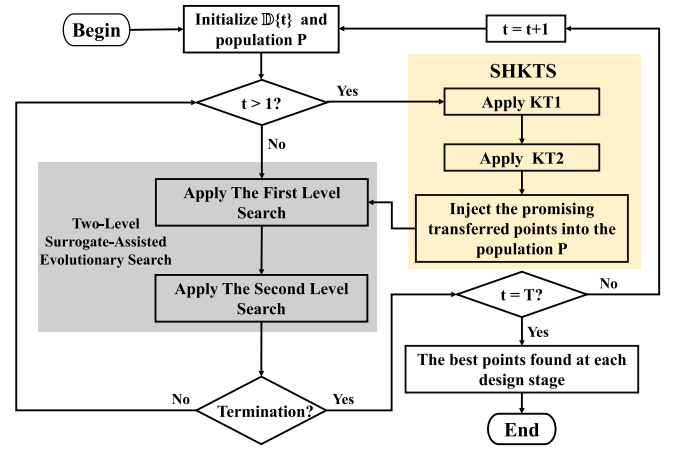 Begin
Initialize 𝔻{t} and
population P
t = t+1
SHKTS
t > 1?
Yes
Apply KT1
No
Apply KT2
Apply The First Level
Search
Inject the promising
transferred points into the
population P
Two-Level
Surrogate-Assisted
Evolutionary Search
Apply The Second Level
Search
t = T?
No
Yes
The best points found at each
design stage
No
Termination?
Yes
End